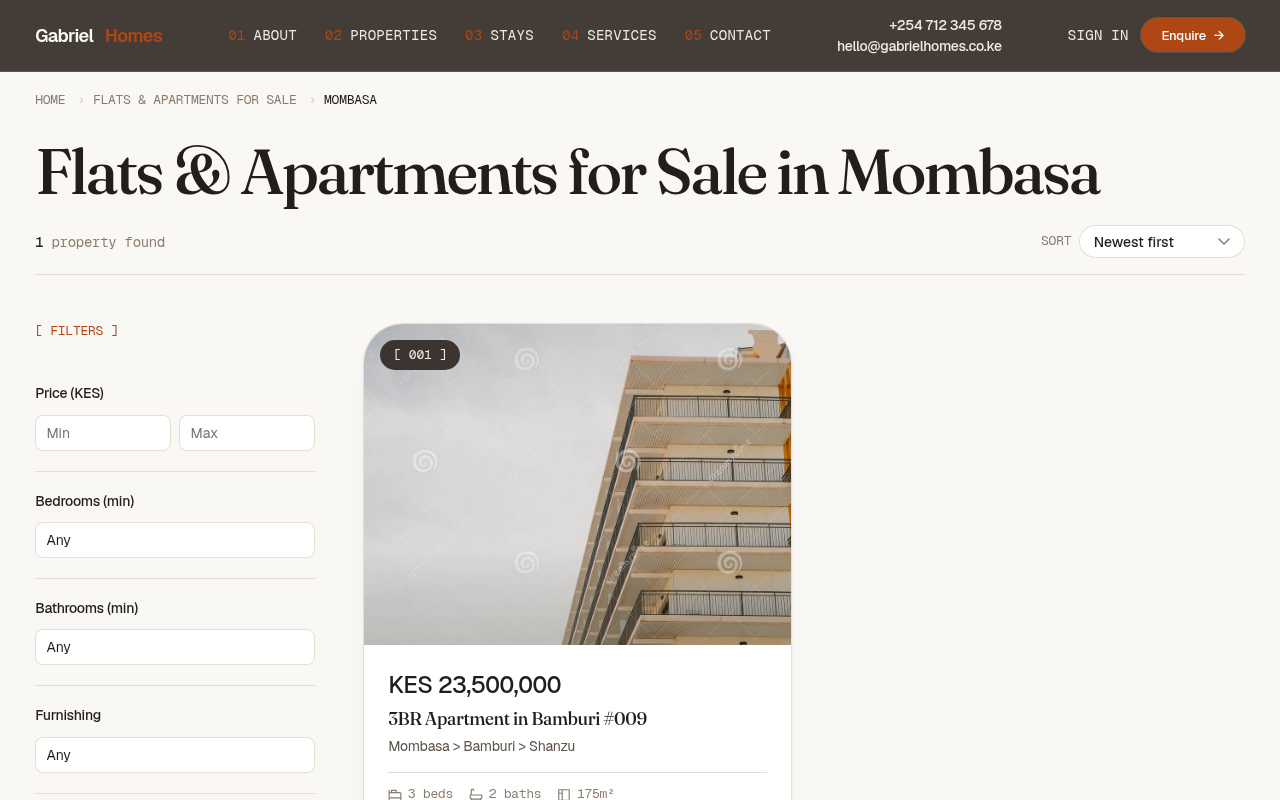 Gabriel Homes
01 ABOUT
02 PROPERTIES
03 STAYS
04 SERVICES
05 CONTACT
+254 712 345 678
hello@gabrielhomes.co.ke
SIGN IN
Enquire →
HOME › FLATS & APARTMENTS FOR SALE › MOMBASA
Flats & Apartments for Sale in Mombasa
1 property found
SORT
Newest first
[ FILTERS ]
Price (KES)
Min
Max
Bedrooms (min)
Any
Bathrooms (min)
Any
Furnishing
Any
[ 001 ]
KES 23,500,000
3BR Apartment in Bamburi #009
Mombasa > Bamburi > Shanzu
3 beds
2 baths
175m²